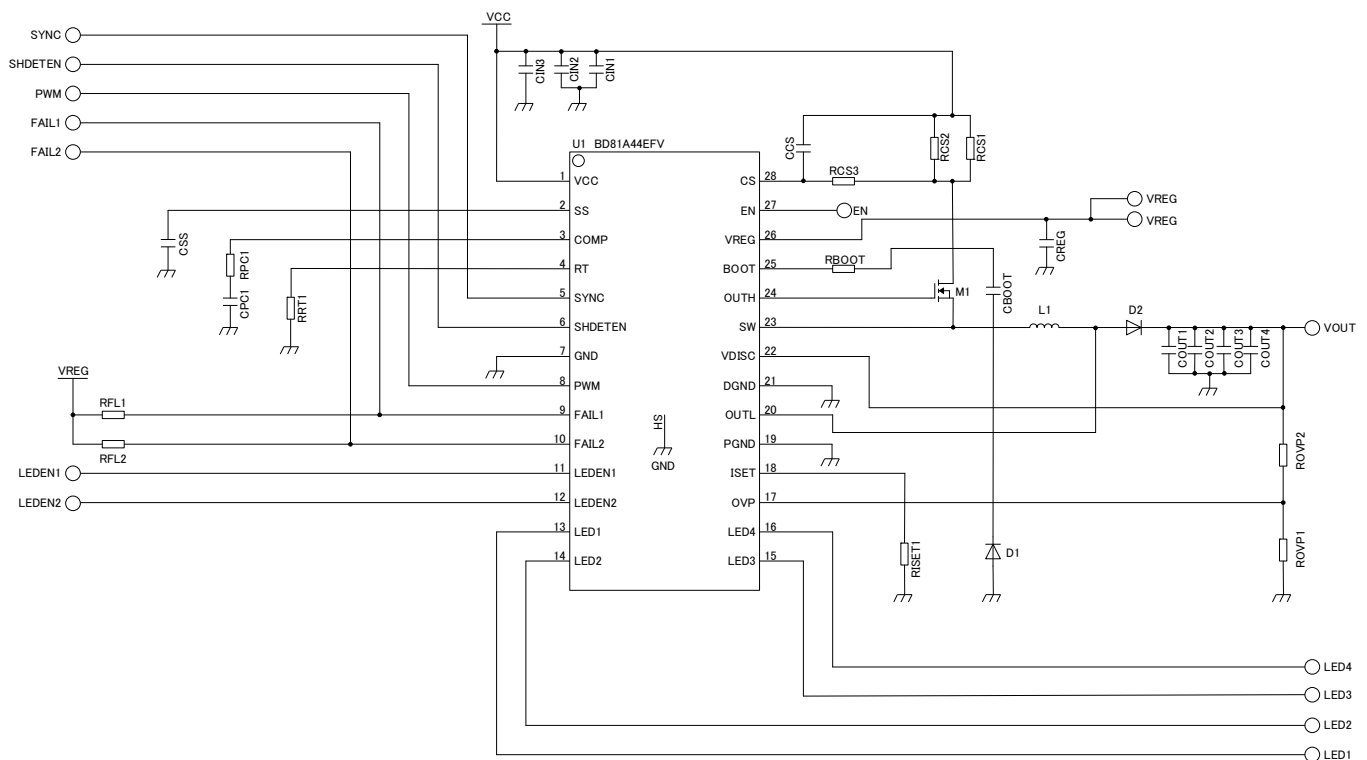 VCC
SYNC
SHDETEN
PWM
FAIL1
FAIL2
CIN3
CIN2
CIN1
U1 BD81A44EFV
CCS
RCS2
RCS1
RCS3
1 VCC
2 SS
3 COMP
4 RT
5 SYNC
6 SHDETEN
7 GND
8 PWM
9 FAIL1
10 FAIL2
11 LEDEN1
12 LEDEN2
13 LED1
14 LED2
CS 28
EN 27
VREG 26
BOOT 25
OUTH 24
SW 23
VDISC 22
DGND 21
OUTL 20
PGND 19
ISET 18
OVP 17
LED4 16
LED3 15
HS
GND
EN
VREG
VREG
CREG
RBOOT
CBOOT
M1
L1
D2
COUT1
COUT2
COUT3
COUT4
VOUT
CSS
RPC1
CPC1
RRT1
VREG
RFL1
RFL2
LEDEN1
LEDEN2
ROVP2
ROVP1
RISET1
D1
LED4
LED3
LED2
LED1